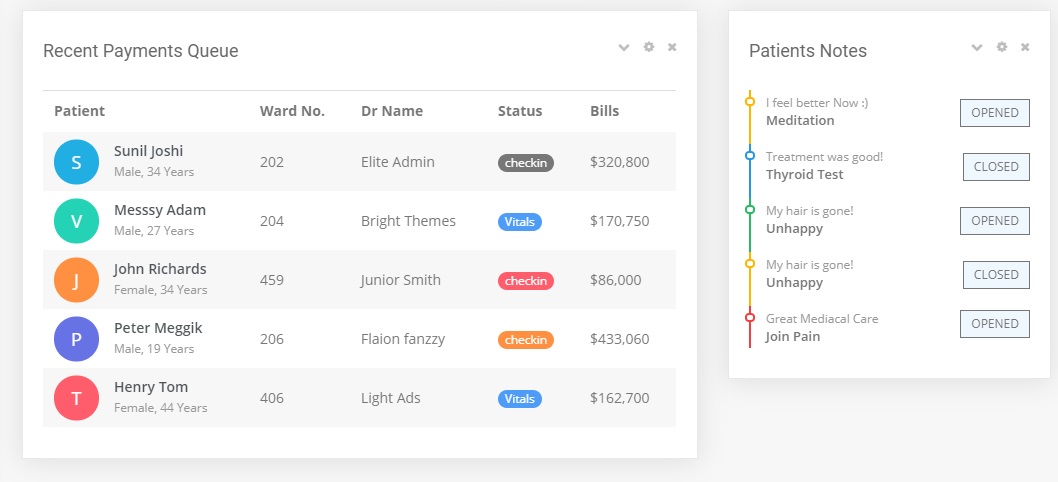 Recent Payments Queue
Patient Ward No. Dr Name Status Bills
S Sunil Joshi 202 Elite Admin checkin $320,800
Male, 34 Years
V Messsy Adam 204 Bright Themes Vitals $170,750
Male, 27 Years
J John Richards 459 Junior Smith checkin $86,000
Female, 34 Years
P Peter Meggik 206 Flaion fanzzy checkin $433,060
Male, 19 Years
T Henry Tom 406 Light Ads Vitals $162,700
Female, 44 Years
Patients Notes
I feel better Now :)
Meditation
OPENED
Treatment was good!
Thyroid Test
CLOSED
My hair is gone!
Unhappy
OPENED
My hair is gone!
Unhappy
CLOSED
Great Mediacal Care
Join Pain
OPENED